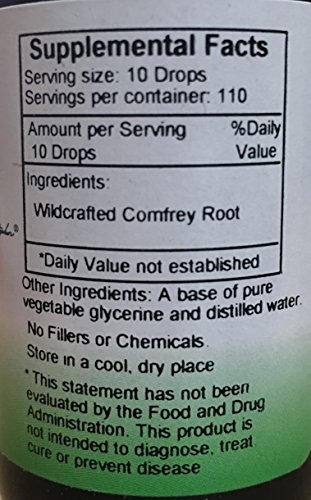 Supplemental Facts
Serving size: 10 Drops
Servings per container: 110
Amount per Serving %Daily
10 Drops Value
Ingredients:
Wildcrafted Comfrey Root
*Daily Value not established
Other Ingredients: A base of pure
vegetable glycerine and distilled water.
No Fillers or Chemicals.
Store in a cool, dry place
*This statement has not been
evaluated by the Food and Drug
Administration. This product is
not intended to diagnose, treat
cure or prevent disease